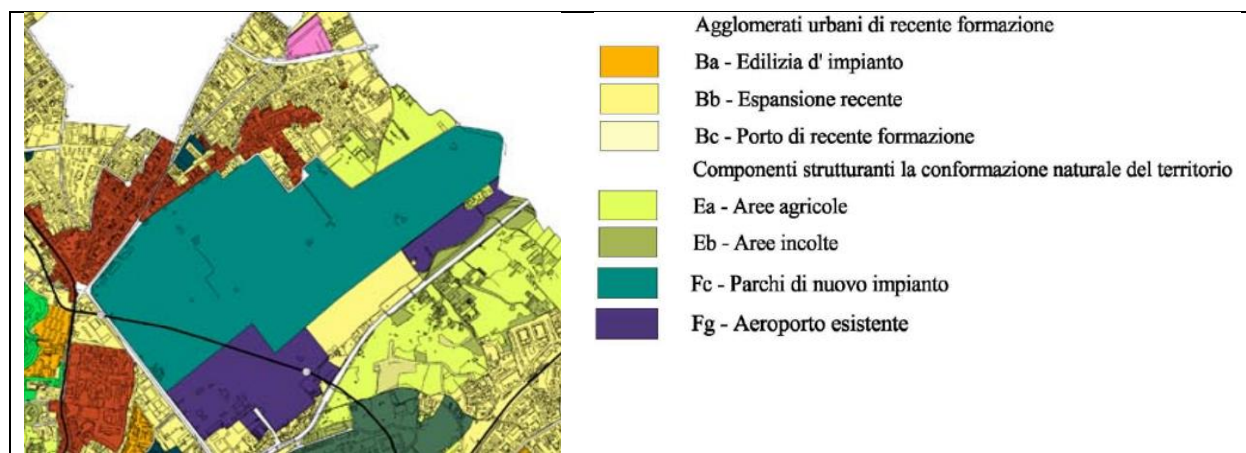 Agglomerati urbani di recente formazione
Ba - Edilizia d' impianto
Bb - Espansione recente
Bc - Porto di recente formazione
Componenti strutturanti la conformazione naturale del territorio
Ea - Aree agricole
Eb - Aree incolte
Fc - Parchi di nuovo impianto
Fg - Aeroporto esistente